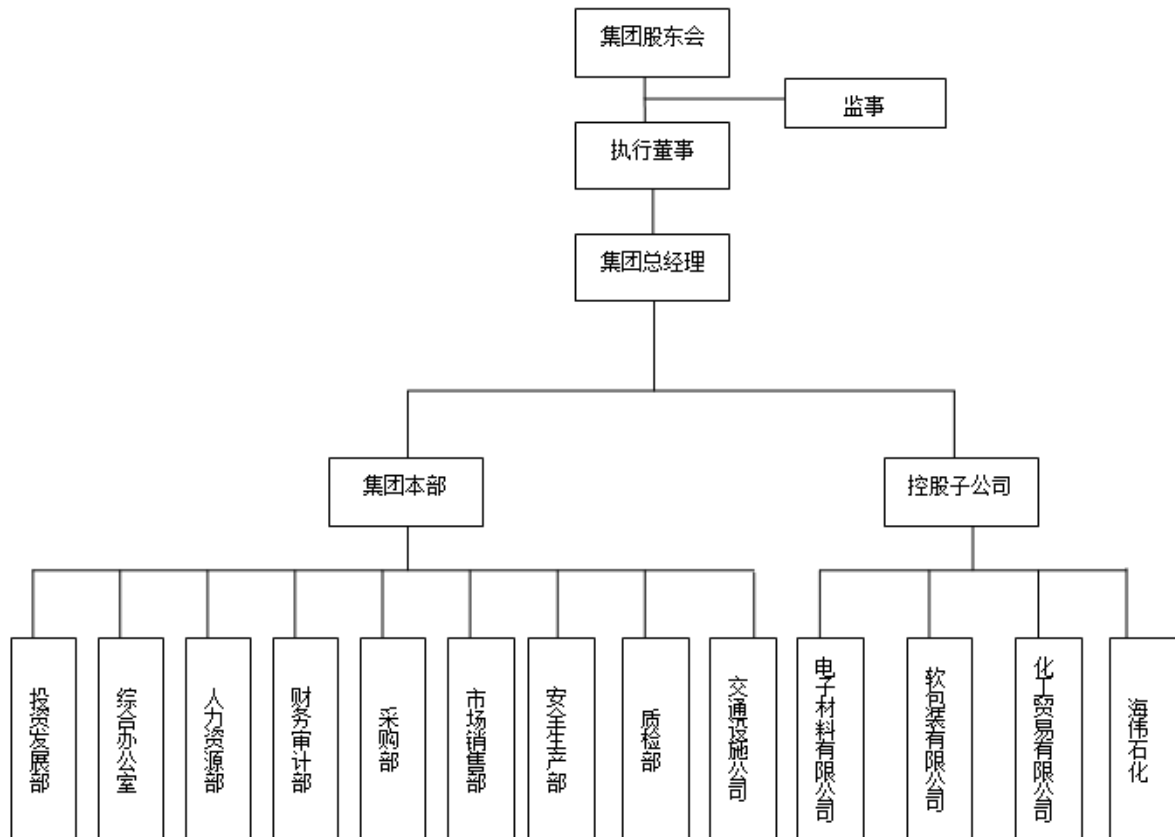 集团股东会
监事
执行董事
集团总经理
集团本部
控股子公司
投资发展部
综合办公室
人力资源部
财务审计部
采购部
市场销售部
安全生产部
质检部
交通设施公司
电子材料有限公司
软包装有限公司
化工贸易有限公司
海伟石化